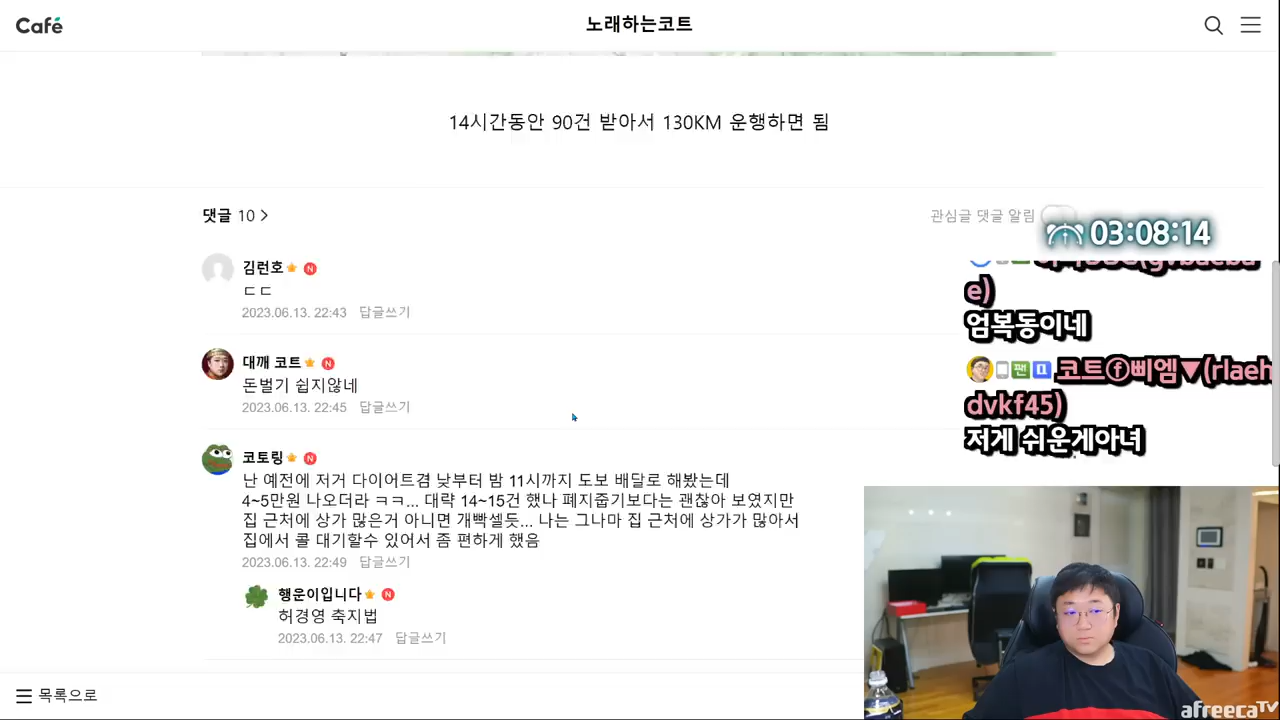 Café
노래하는코트
14시간동안 90건 받아서 130KM 운행하면 됨
댓글 10
관심글 댓글 알림
03:08:14
김런호
ㄷㄷ
2023.06.13. 22:43 답글쓰기
대깨 코트
돈벌기 쉽지않네
2023.06.13. 22:45 답글쓰기
코토링
난 예전에 저거 다이어트겸 낮부터 밤 11시까지 도보 배달로 해봤는데
4~5만원 나오더라 ㅋㅋ... 대략 14~15건 했나 폐지줍기보다는 괜찮아 보였지만
집 근처에 상가 많은거 아니면 개빡셀듯... 나는 그나마 집 근처에 상가가 많아서
집에서 콜 대기할수 있어서 좀 편하게 했음
2023.06.13. 22:49 답글쓰기
행운이입니다
허경영 축지법
2023.06.13. 22:47 답글쓰기
목록으로
e)
엄복동이네
팬 코트ⓕ삐엠▼(rlaeh
dvkf45)
저게 쉬운게아녀
afreecaTV